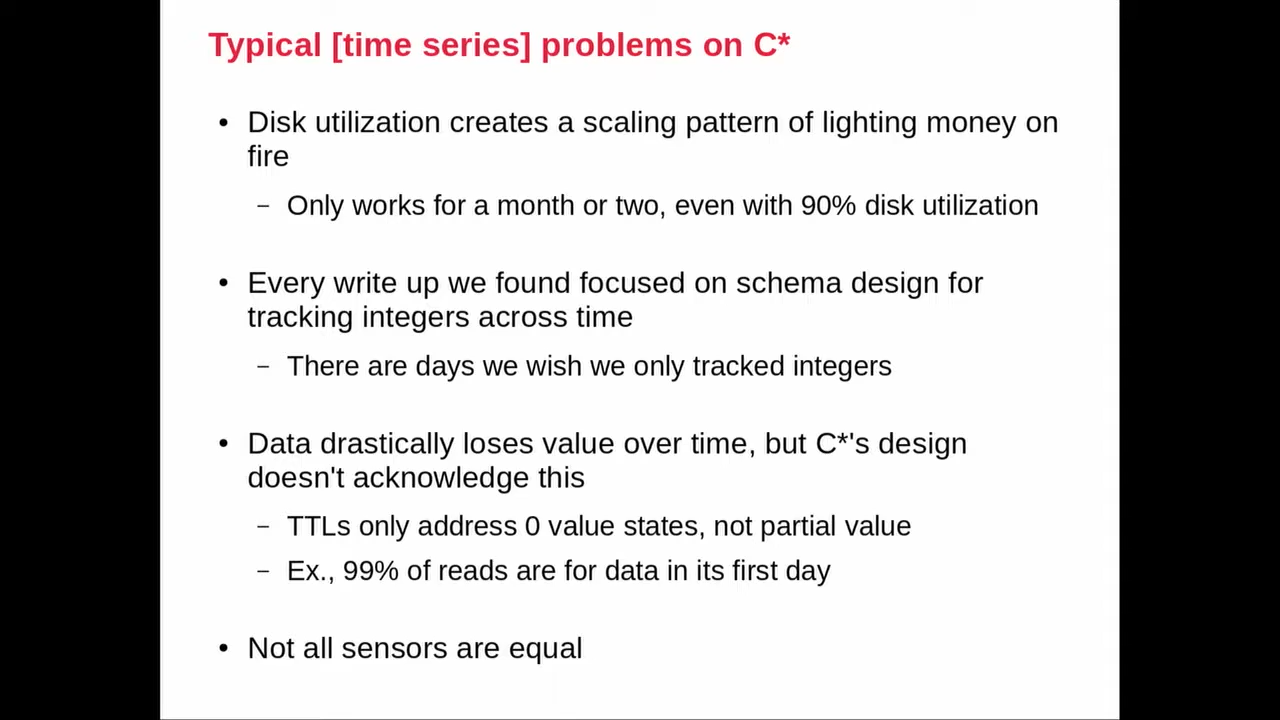 Typical [time series] problems on C*
• Disk utilization creates a scaling pattern of lighting money on
fire
– Only works for a month or two, even with 90% disk utilization
• Every write up we found focused on schema design for
tracking integers across time
– There are days we wish we only tracked integers
• Data drastically loses value over time, but C*'s design
doesn't acknowledge this
– TTLs only address 0 value states, not partial value
– Ex., 99% of reads are for data in its first day
• Not all sensors are equal